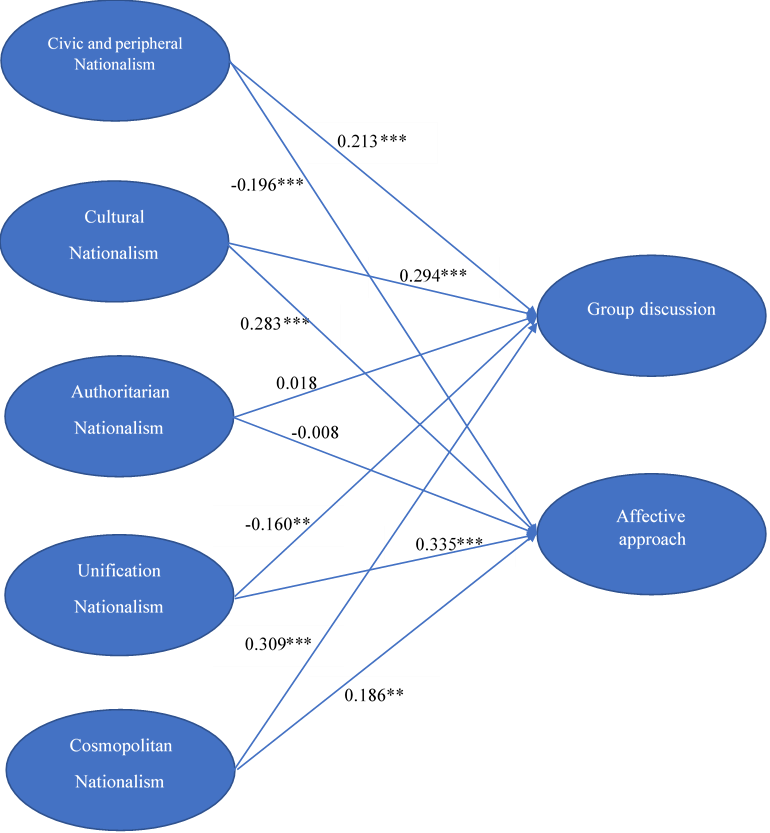 Civic and peripheral
Nationalism
0.213***
-0.196***
Cultural
Nationalism
0.294***
Group discussion
0.283***
Authoritarian
Nationalism
0.018
-0.008
Affective
approach
-0.160**
0.335***
Unification
Nationalism
0.309***
0.186**
Cosmopolitan
Nationalism